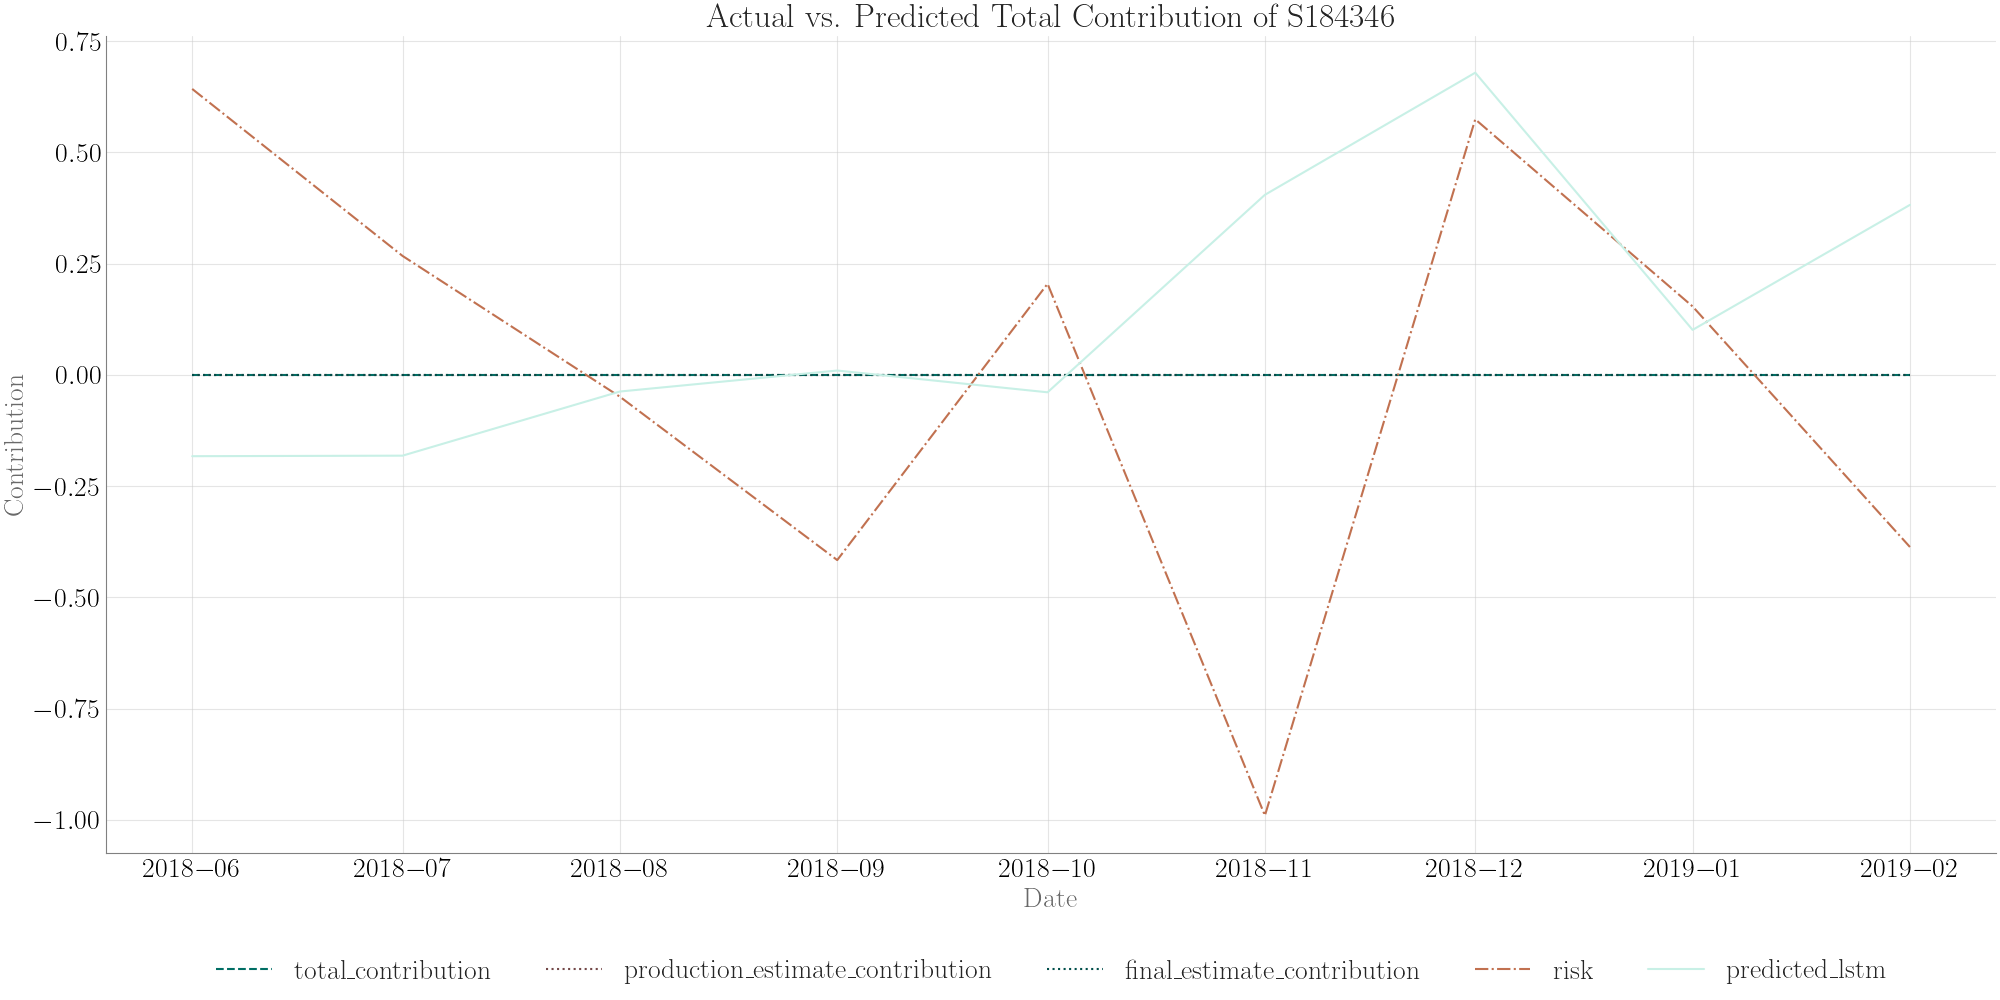 Actual vs. Predicted Total Contribution of S184346
0.75
0.50
0.25
0.00
−0.25
−0.50
−0.75
−1.00
Contribution
2018−06 2018−07 2018−08 2018−09 2018−10 2018−11 2018−12 2019−01 2019−02
Date
total_contribution production_estimate_contribution final_estimate_contribution risk predicted_lstm